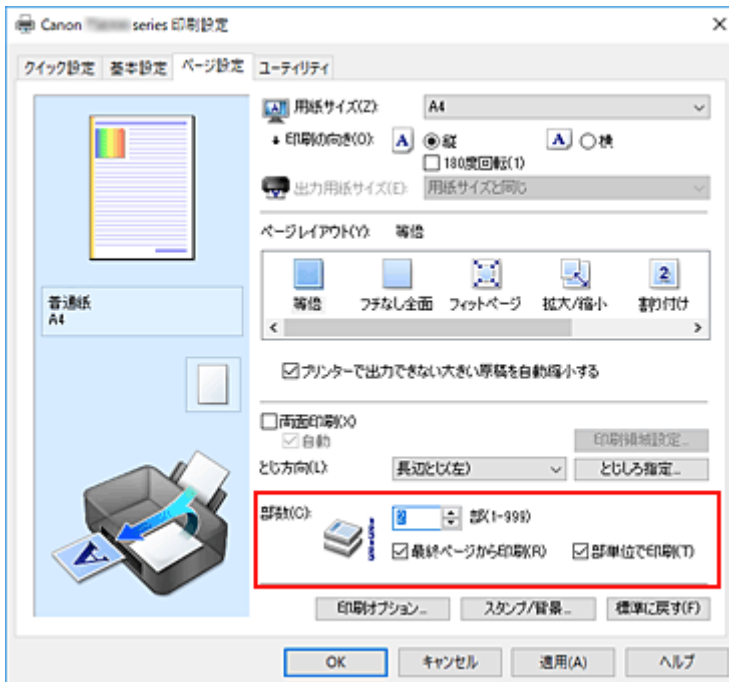 Canon series 印刷設定
クイック設定 基本設定 ページ設定 ユーティリティ
用紙サイズ(Z): A4
印刷の向き(O): A 縦 A 横
180度回転(1)
出力用紙サイズ(E): 用紙サイズと同じ
ページレイアウト(Y): 等倍
等倍 フチなし全面 フィットページ 拡大/縮小 割り付け
普通紙
A4
プリンターで出力できない大きい原稿を自動縮小する
両面印刷(X)
自動
印刷領域設定...
とじ方向(L): 長辺とじ(左) とじしろ指定...
部数(C): 2 部(1-999)
最終ページから印刷(R) 部単位で印刷(T)
印刷オプション... スタンプ/背景... 標準に戻す(F)
OK キャンセル 適用(A) ヘルプ